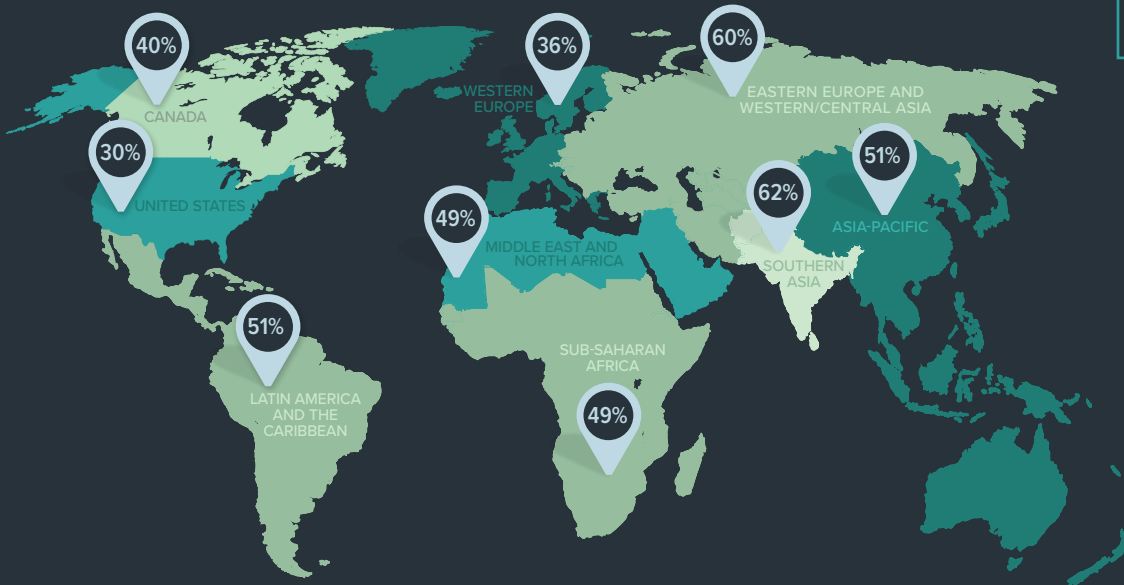 40%
CANADA
30%
UNITED STATES
51%
LATIN AMERICA
AND THE
CARIBBEAN
36%
WESTERN
EUROPE
60%
EASTERN EUROPE AND
WESTERN/CENTRAL ASIA
49%
MIDDLE EAST AND
NORTH AFRICA
62%
SOUTHERN
ASIA
51%
ASIA-PACIFIC
SUB-SAHARAN
AFRICA
49%